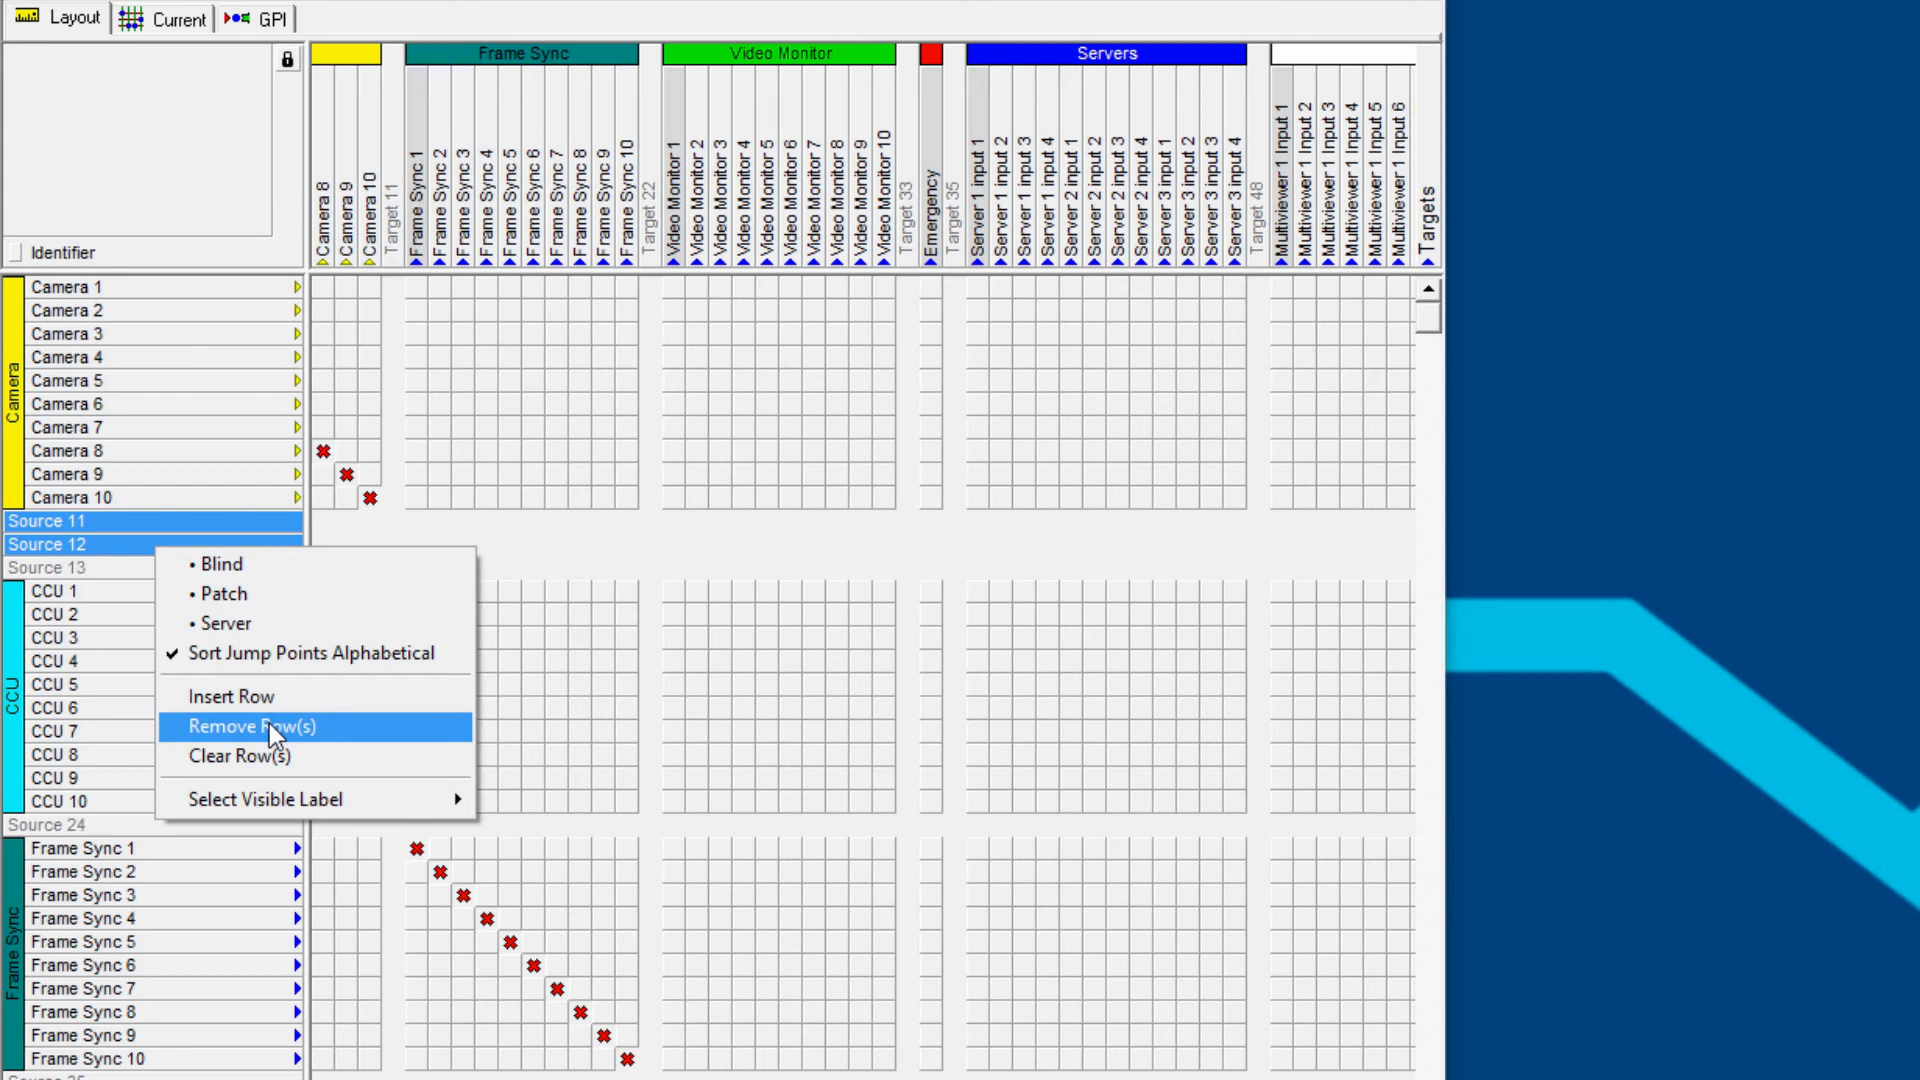 Layout
Current
GPI
Frame Sync
Video Monitor
Servers
Camera 8
Camera 9
Camera 10
Target 11
Frame Sync 1
Frame Sync 2
Frame Sync 3
Frame Sync 4
Frame Sync 5
Frame Sync 6
Frame Sync 7
Frame Sync 8
Frame Sync 9
Frame Sync 10
Target 22
Video Monitor 1
Video Monitor 2
Video Monitor 3
Video Monitor 4
Video Monitor 5
Video Monitor 6
Video Monitor 7
Video Monitor 8
Video Monitor 9
Video Monitor 10
Target 33
Emergency
Target 35
Server 1 input 1
Server 1 input 2
Server 1 input 3
Server 1 input 4
Server 2 input 1
Server 2 input 2
Server 2 input 3
Server 2 input 4
Server 3 input 1
Server 3 input 2
Server 3 input 3
Server 3 input 4
Target 48
Multiviewer 1 Input 1
Multiviewer 1 Input 2
Multiviewer 1 Input 3
Multiviewer 1 Input 4
Multiviewer 1 Input 5
Multiviewer 1 Input 6
Targets
Identifier
Camera
Camera 1
Camera 2
Camera 3
Camera 4
Camera 5
Camera 6
Camera 7
Camera 8
Camera 9
Camera 10
Source 11
Source 12
Source 13
CCU
CCU 1
CCU 2
CCU 3
CCU 4
CCU 5
CCU 6
CCU 7
CCU 8
CCU 9
CCU 10
• Blind
• Patch
• Server
Sort Jump Points Alphabetical
Insert Row
Remove Row(s)
Clear Row(s)
Select Visible Label
Source 24
Frame Sync
Frame Sync 1
Frame Sync 2
Frame Sync 3
Frame Sync 4
Frame Sync 5
Frame Sync 6
Frame Sync 7
Frame Sync 8
Frame Sync 9
Frame Sync 10